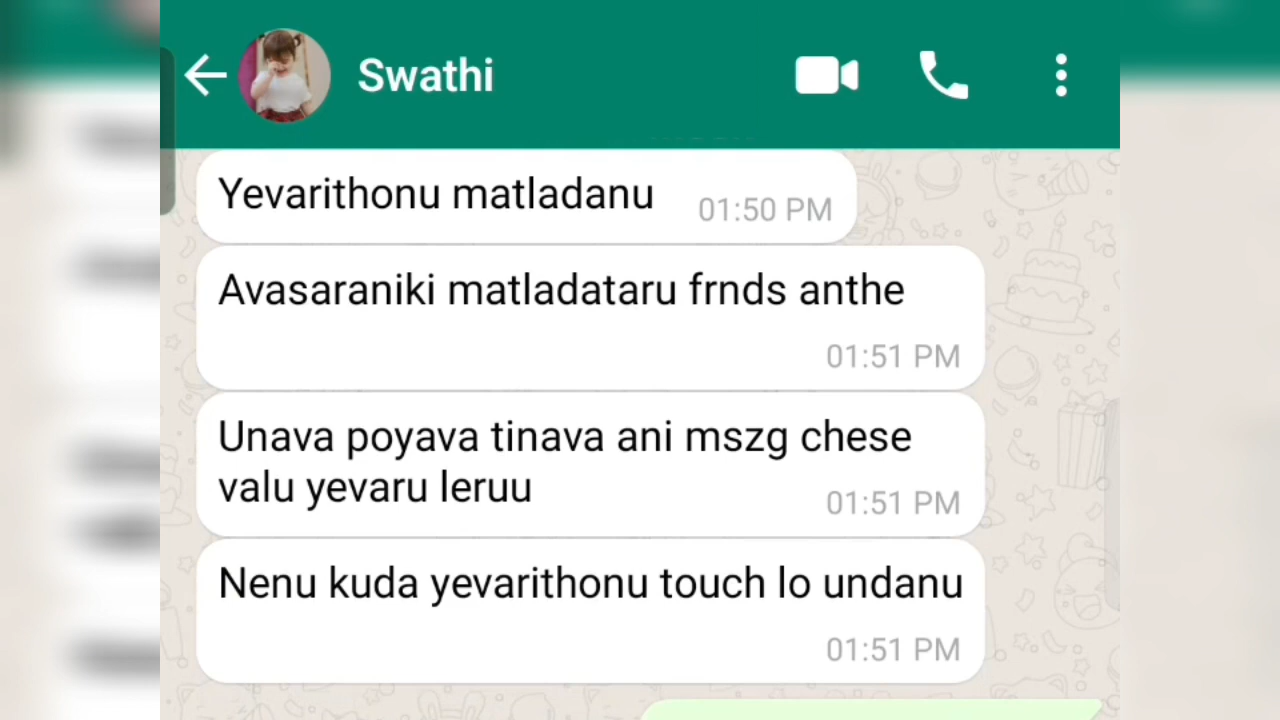 Swathi
Yevarithonu matladanu
01:50 PM
Avasaraniki matladataru frnds anthe
01:51 PM
Unava poyava tinava ani mszg chese
valu yevaru leruu
01:51 PM
Nenu kuda yevarithonu touch lo undanu
01:51 PM